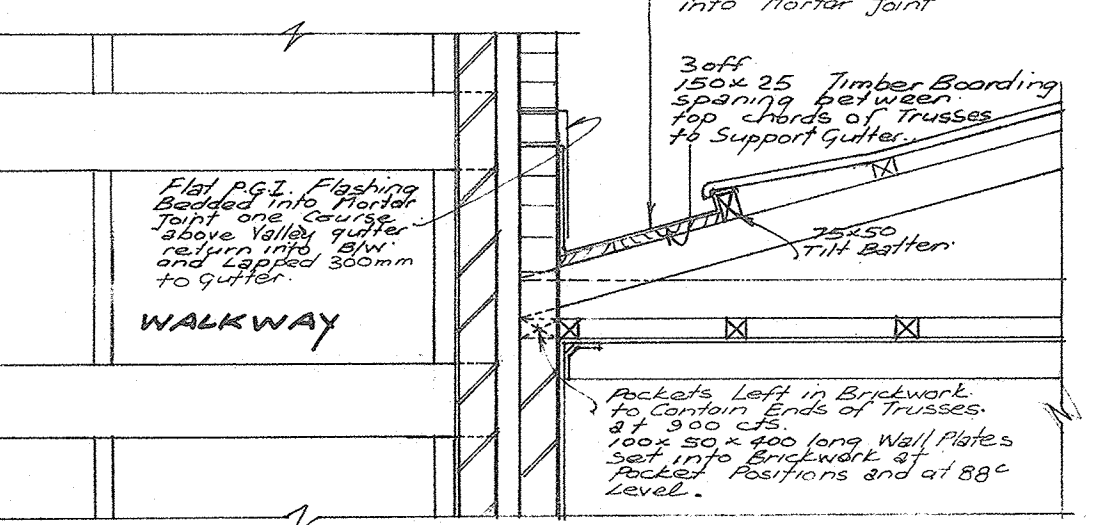 into Mortar Joint
3 off
150x 25 Timber Boarding
spaning between
top chords of Trusses
to Support Gutter.
Flat P.G.I. Flashing
Bedded into Mortar
Joint one Course
above Valley gutter
return into B/W.
and Lapped 300mm
to Gutter.
75x50
Tilt Batten.
WALKWAY
Pockets Left in Brickwork
to Contain Ends of Trusses.
at 900 cts.
100x 50 x 400 long Wall Plates
set into Brickwork at
Pocket Positions and at 88c
Level.